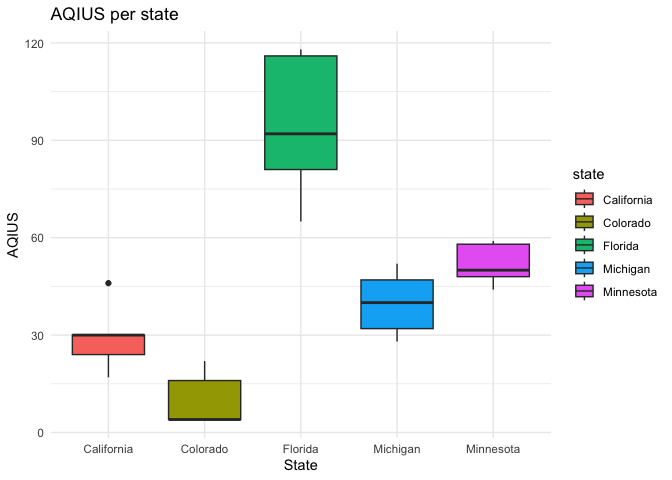 AQIUS per state
120
90
60
30
0
AQIUS
California
Colorado
Florida
Michigan
Minnesota
State
state
California
Colorado
Florida
Michigan
Minnesota